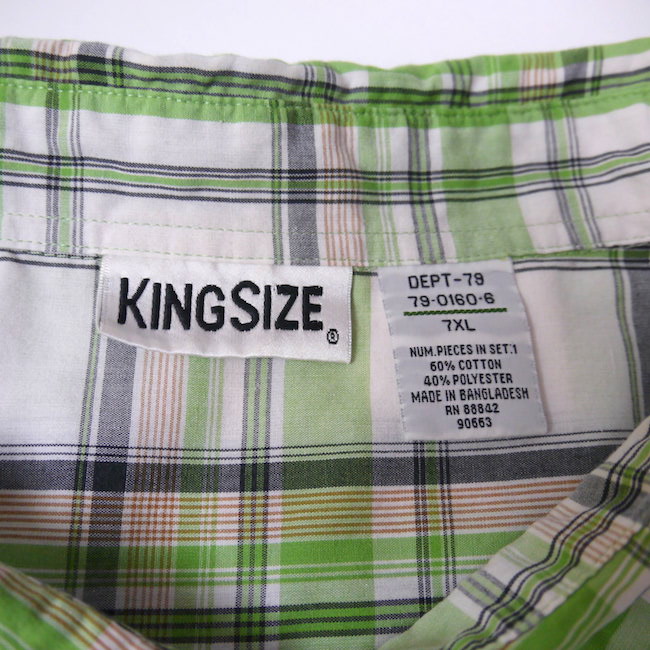 KINGSIZE®
DEPT-79
79-0160-6
7XL
NUM.PIECES IN SET:1
60% COTTON
40% POLYESTER
MADE IN BANGLADESH
RN 88842
90663